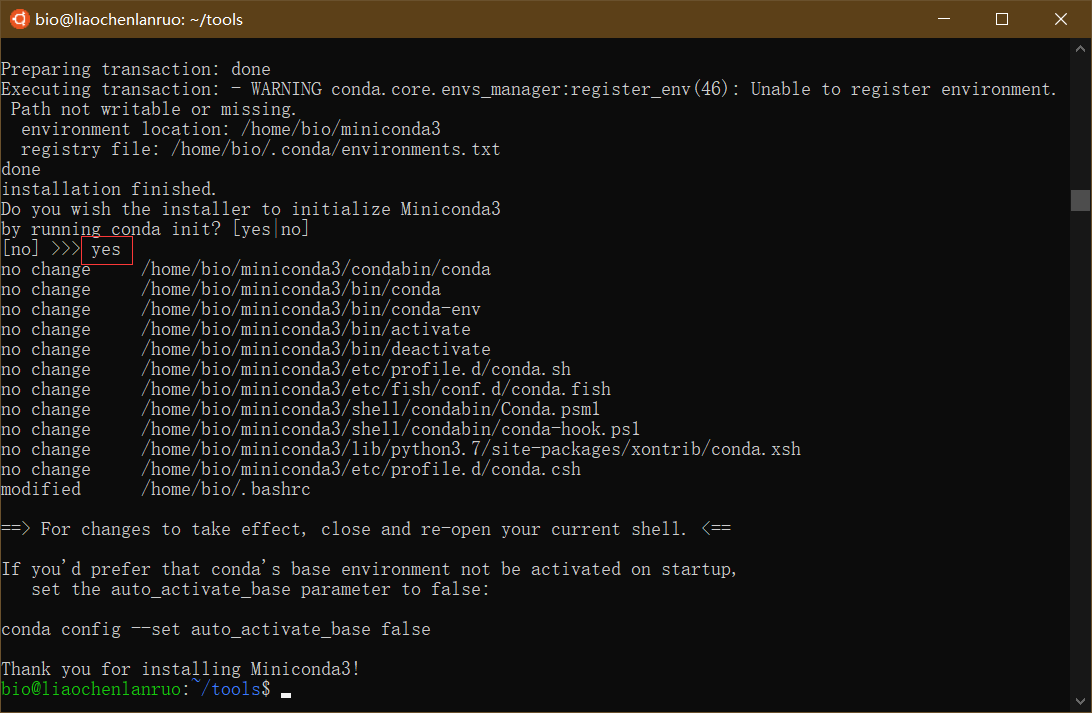 bio@liaochenlanruo: ~/tools
Preparing transaction: done
Executing transaction: - WARNING conda.core.envs_manager:register_env(46): Unable to register environment.
 Path not writable or missing.
  environment location: /home/bio/miniconda3
  registry file: /home/bio/.conda/environments.txt
done
installation finished.
Do you wish the installer to initialize Miniconda3
by running conda init? [yes|no]
[no] >>> yes
no change     /home/bio/miniconda3/condabin/conda
no change     /home/bio/miniconda3/bin/conda
no change     /home/bio/miniconda3/bin/conda-env
no change     /home/bio/miniconda3/bin/activate
no change     /home/bio/miniconda3/bin/deactivate
no change     /home/bio/miniconda3/etc/profile.d/conda.sh
no change     /home/bio/miniconda3/etc/fish/conf.d/conda.fish
no change     /home/bio/miniconda3/shell/condabin/Conda.psm1
no change     /home/bio/miniconda3/shell/condabin/conda-hook.ps1
no change     /home/bio/miniconda3/lib/python3.7/site-packages/xontrib/conda.xsh
no change     /home/bio/miniconda3/etc/profile.d/conda.csh
modified      /home/bio/.bashrc
==> For changes to take effect, close and re-open your current shell. <==
If you'd prefer that conda's base environment not be activated on startup,
   set the auto_activate_base parameter to false:
conda config --set auto_activate_base false
Thank you for installing Miniconda3!
bio@liaochenlanruo:~/tools$